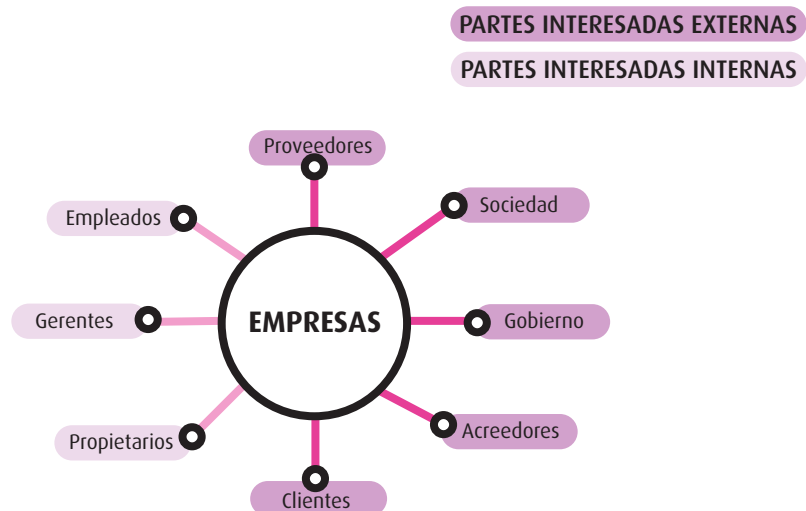 PARTES INTERESADAS EXTERNAS
PARTES INTERESADAS INTERNAS
Proveedores
Empleados
Sociedad
Gerentes
EMPRESAS
Gobierno
Propietarios
Acreedores
Clientes